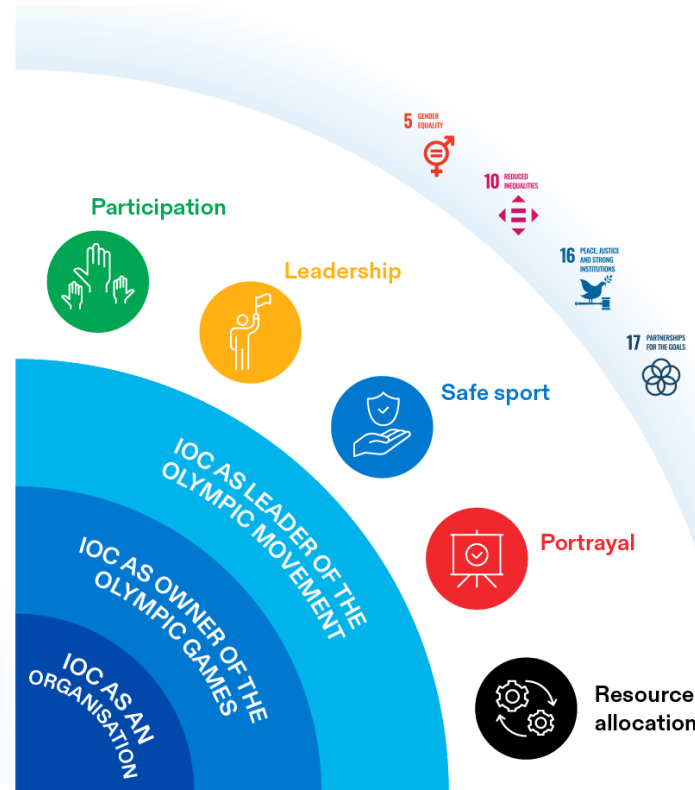 5 GENDER
EQUALITY
10 REDUCED
INEQUALITIES
16 PEACE, JUSTICE
AND STRONG
INSTITUTIONS
17 PARTNERSHIPS
FOR THE GOALS
Participation
Leadership
Safe sport
Portrayal
Resource
allocation
IOC AS LEADER OF THE
OLYMPIC MOVEMENT
IOC AS OWNER OF THE
OLYMPIC GAMES
IOC AS AN
ORGANISATION